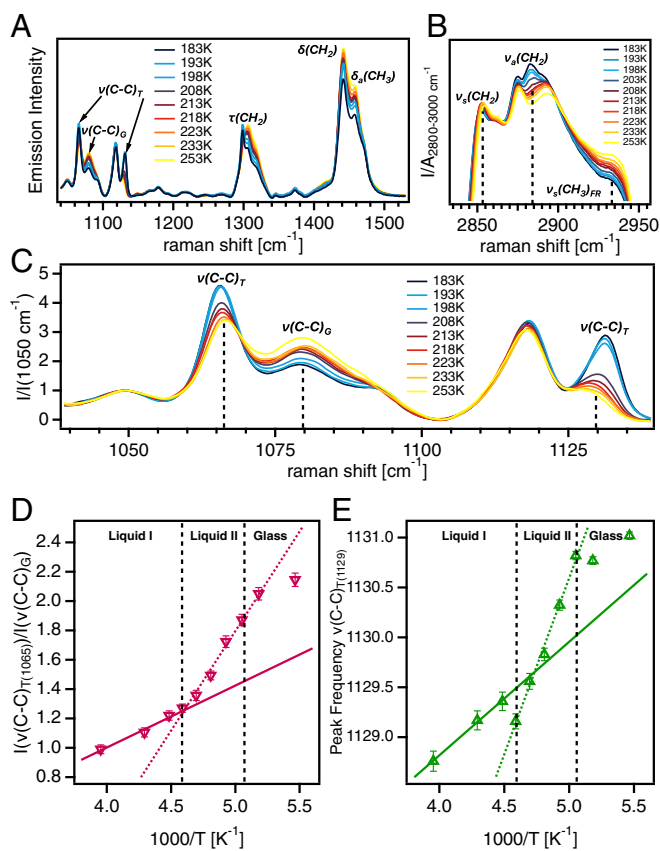 A
Emission Intensity
ν(C-C)T
ν(C-C)G
τ(CH2)
δ(CH2)
δa(CH3)
183K
193K
198K
208K
213K
218K
223K
233K
253K
1100 1200 1300 1400 1500
raman shift [cm-1]
B
I/A2800-3000 cm-1
νs(CH2)
νa(CH2)
νs(CH3)FR
183K
193K
198K
203K
208K
213K
218K
223K
233K
253K
2850 2900 2950
raman shift [cm-1]
C
I/I(1050 cm-1)
5
4
3
2
1
0
ν(C-C)T
ν(C-C)G
ν(C-C)T
183K
193K
198K
208K
213K
218K
223K
233K
253K
1050 1075 1100 1125
raman shift [cm-1]
D
I(ν(C-C)T(1065))/I(ν(C-C)G)
2.4
2.2
2.0
1.8
1.6
1.4
1.2
1.0
0.8
Liquid I Liquid II Glass
4.0 4.5 5.0 5.5
1000/T [K-1]
E
Peak Frequency ν(C-C)T(1129)
1131.0
1130.5
1130.0
1129.5
1129.0
Liquid I Liquid II Glass
4.0 4.5 5.0 5.5
1000/T [K-1]